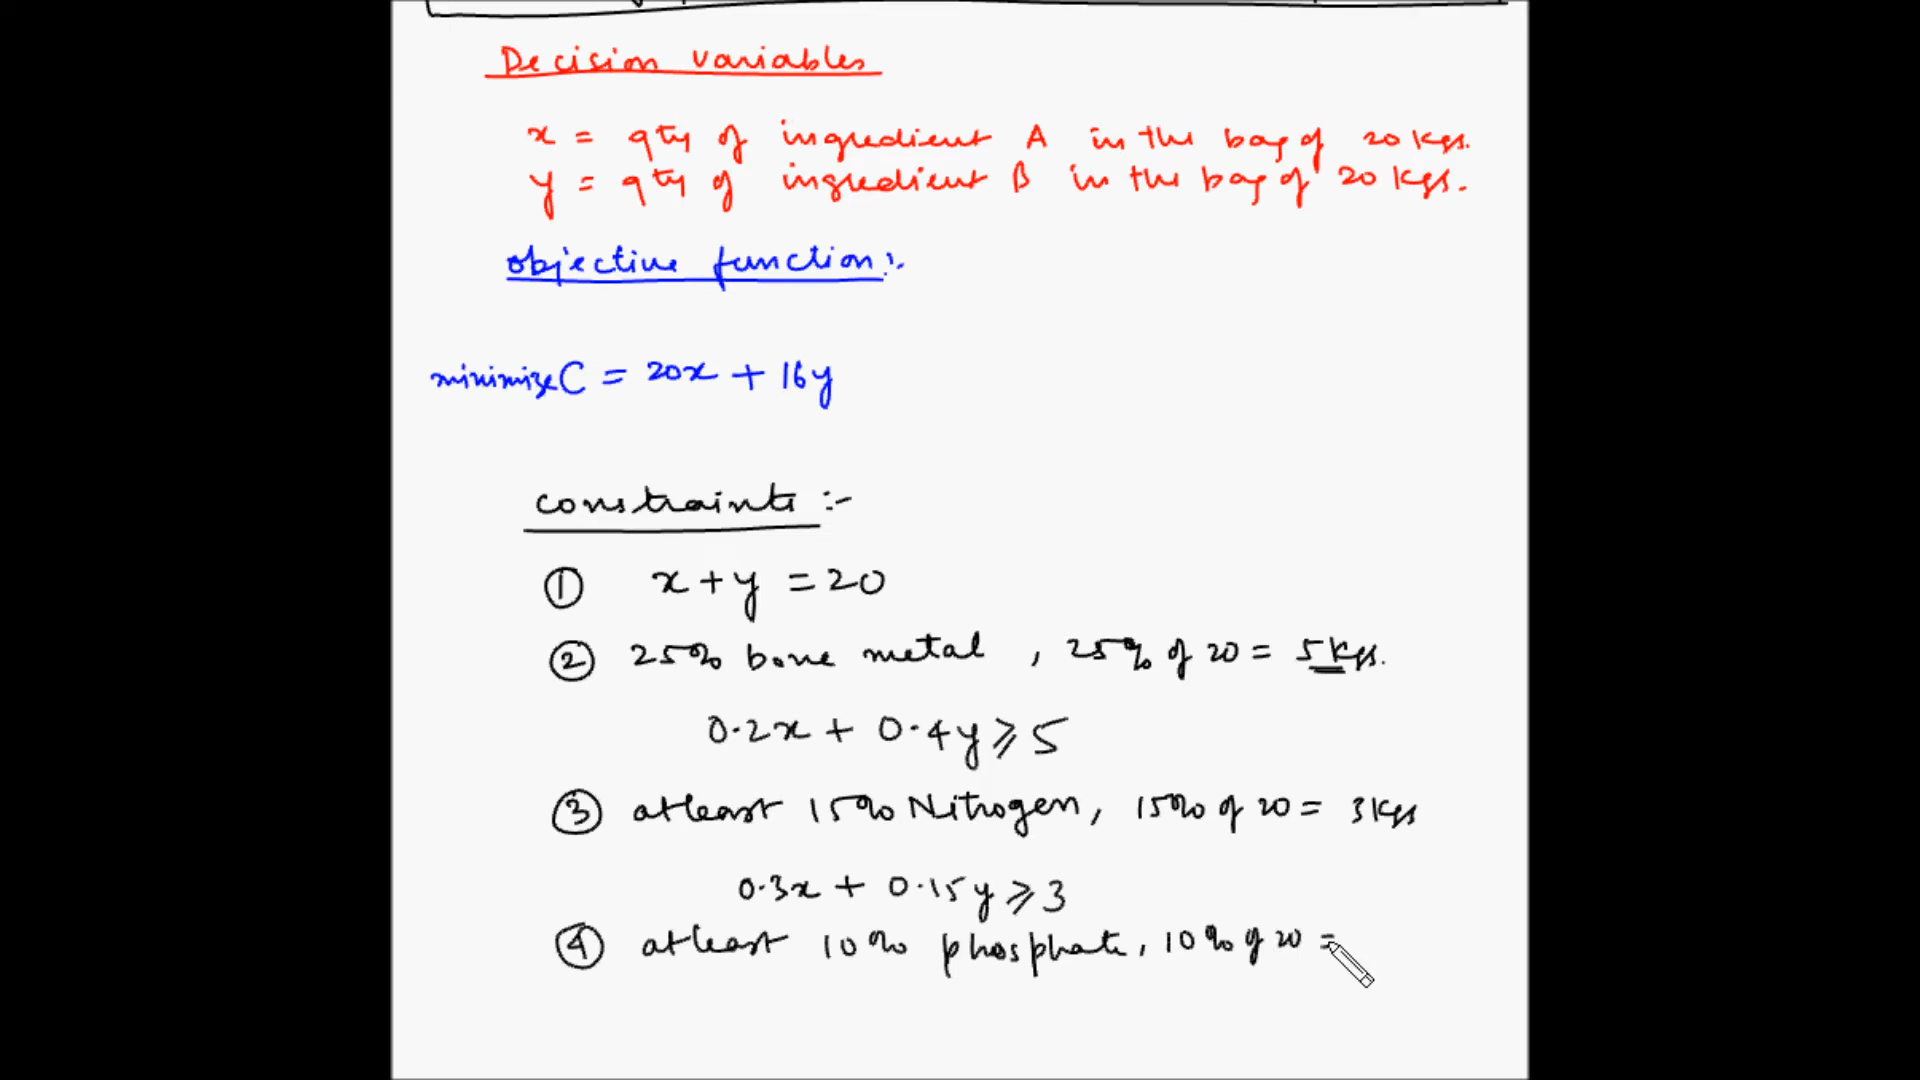 Decision variables
x = qty of ingredient A in the bag of 20 kgs.
y = qty of ingredient B in the bag of 20 kgs.
objective function:-
minimize C = 20x + 16y
constraints :-
① x + y = 20
② 25% bone metal , 25% of 20 = 5 kgs.
0.2x + 0.4y ⩾ 5
③ atleast 15% Nitrogen, 15% of 20 = 3 kgs
0.3x + 0.15y ⩾ 3
④ atleast 10% phosphate, 10% of 20 =